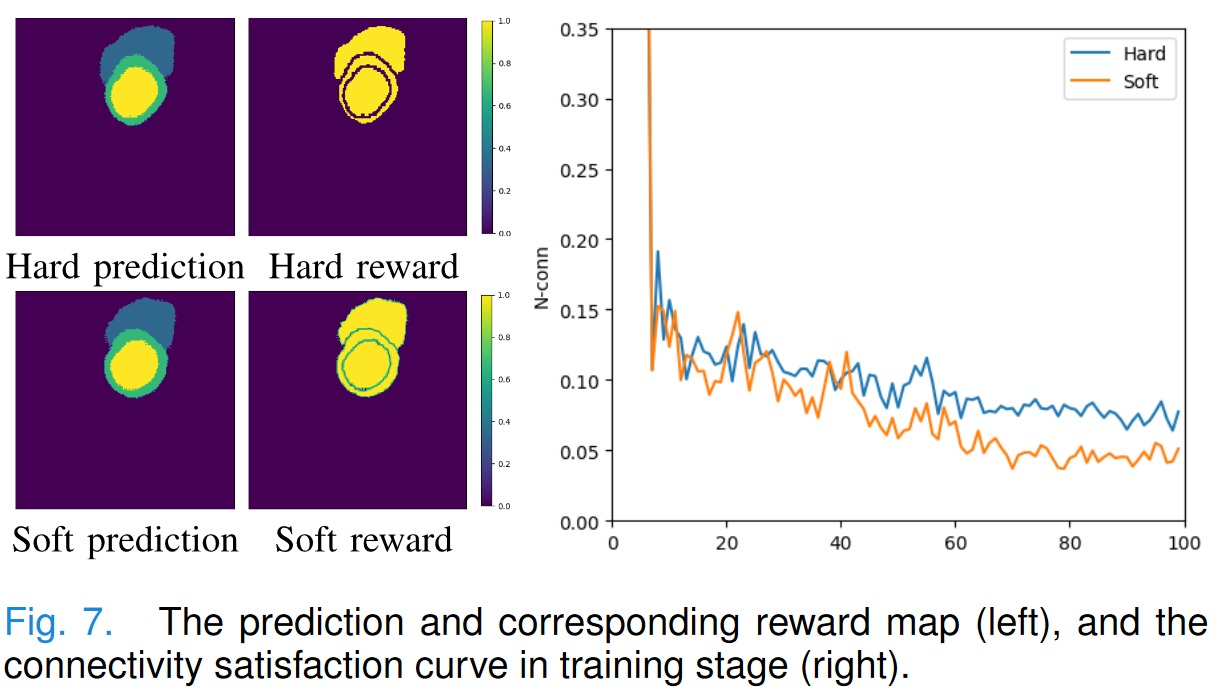 1.0
0.8
0.6
0.4
0.2
0.0
Hard prediction
Hard reward
1.0
0.8
0.6
0.4
0.2
0.0
Soft prediction
Soft reward
0.35
0.30
0.25
0.20
0.15
0.10
0.05
0.00
N-conn
Hard
Soft
0 20 40 60 80 100
Fig. 7. The prediction and corresponding reward map (left), and the
connectivity satisfaction curve in training stage (right).